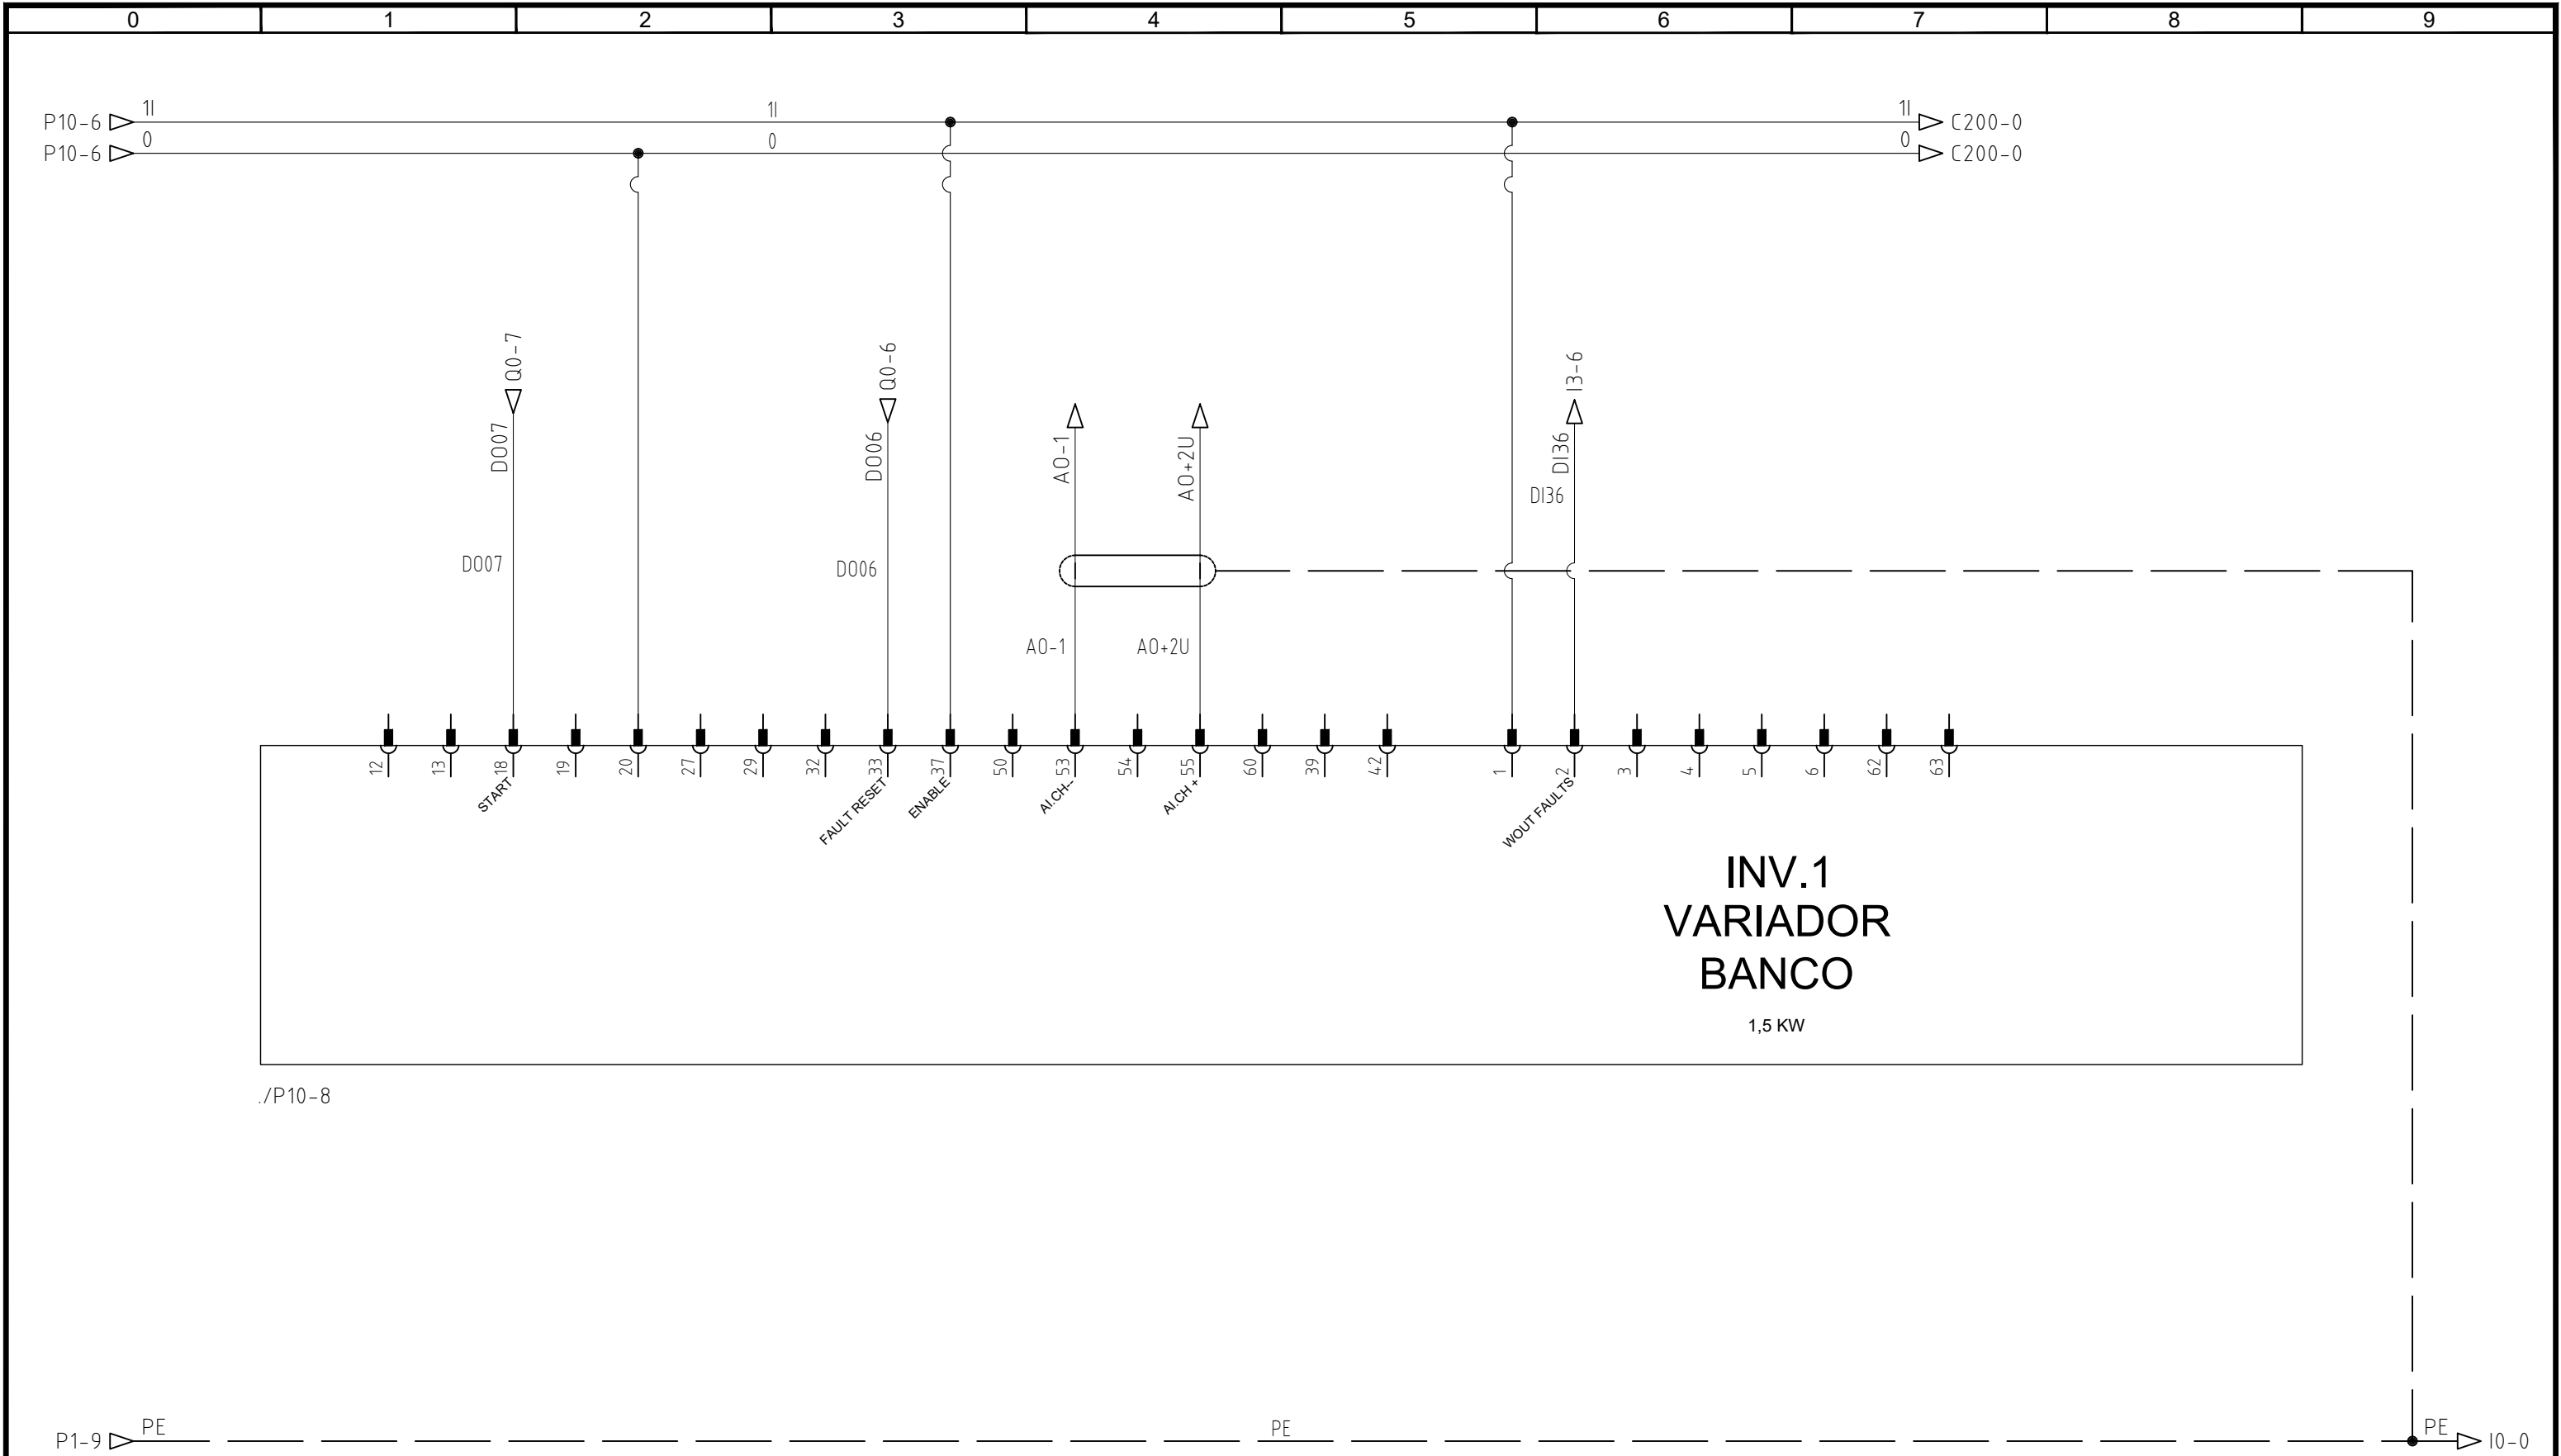 0 1 2 3 4 5 6 7 8 9
1I 1I 1I
P10-6 C200-0
0 0 0
P10-6 C200-0
Q0-7
Q0-6
I3-6
D007
D006
A0-1
A0+2U
DI36
DI36
D007
D006
A0-1
A0+2U
12 13 18 19 20 27 29 32 33 37 50 53 54 55 60 39 42 1 2 3 4 5 6 62 63
START
FAULT RESET
ENABLE
AI.CH-
AI.CH +
WOUT FAULTS
INV.1
VARIADOR
BANCO
1,5 KW
./P10-8
PE PE PE
P1-9 I0-0